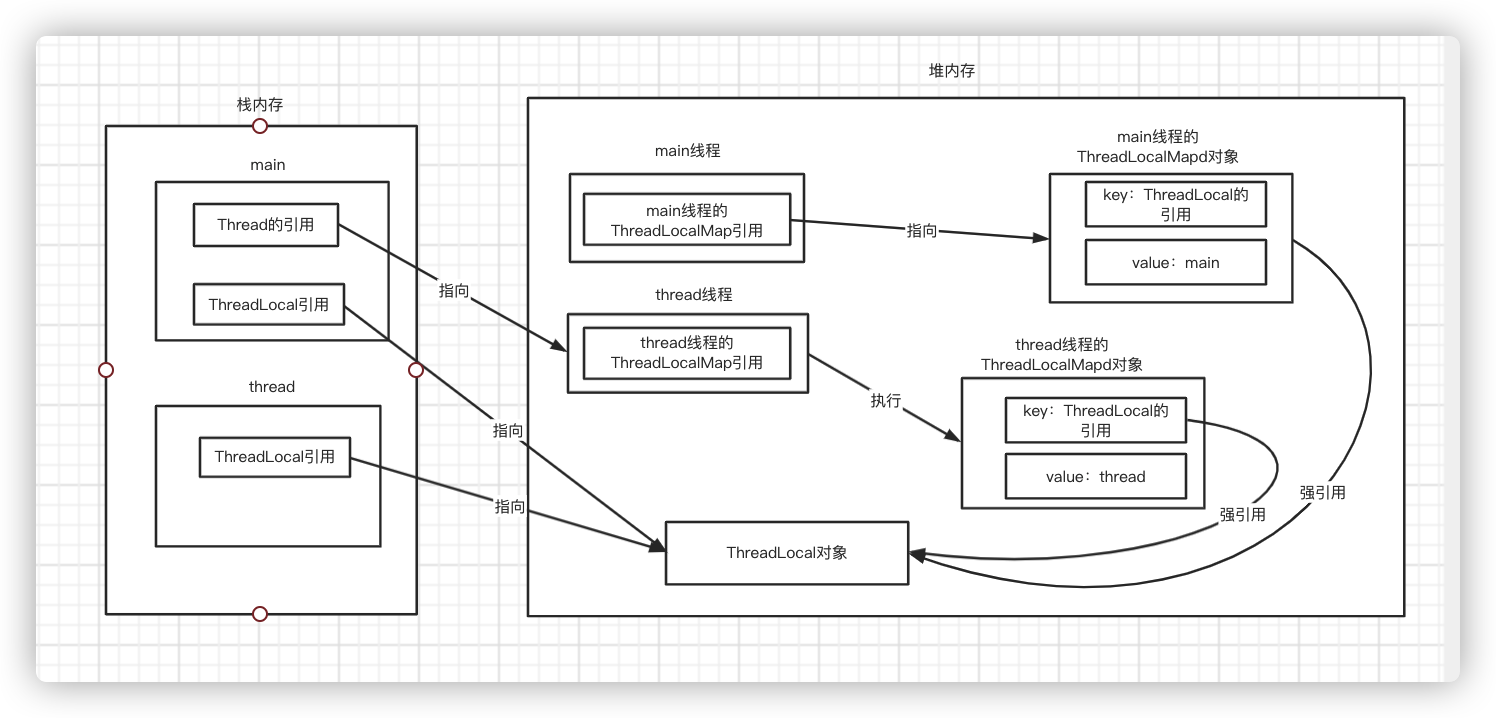 堆内存
栈内存
main
Thread的引用
ThreadLocal引用
thread
ThreadLocal引用
指向
指向
指向
main线程
main线程的
ThreadLocalMap引用
指向
main线程的
ThreadLocalMapd对象
key：ThreadLocal的
引用
value：main
thread线程
thread线程的
ThreadLocalMap引用
执行
thread线程的
ThreadLocalMapd对象
key：ThreadLocal的
引用
value：thread
强引用
强引用
ThreadLocal对象